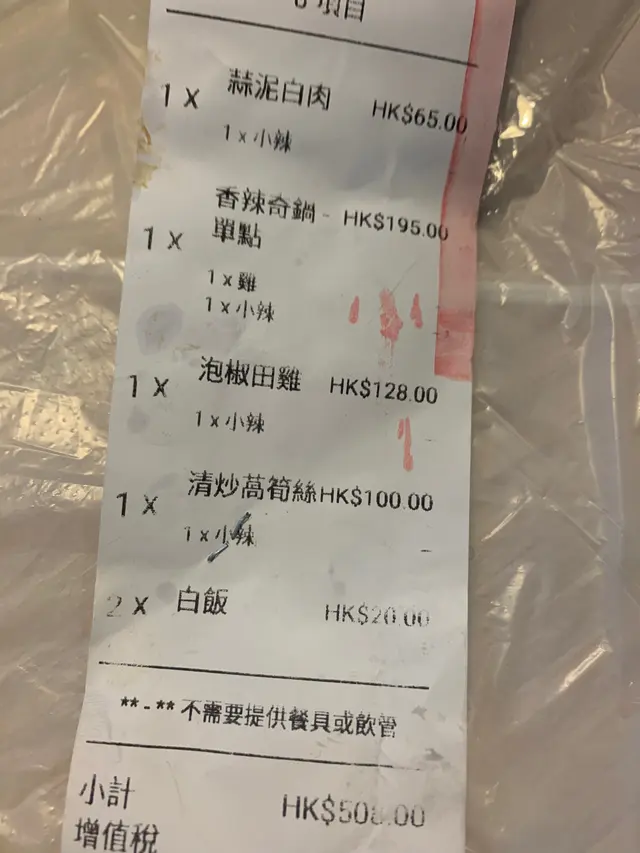 6 項目
1 x 蒜泥白肉 HK$65.00
1 x 小辣
1 x 香辣奇鍋 - HK$195.00
單點
1 x 雞
1 x 小辣
1 x 泡椒田雞 HK$128.00
1 x 小辣
1 x 清炒萵筍絲 HK$100.00
1 x 小辣
2 x 白飯 HK$20.00
** - ** 不需要提供餐具或飲管
小計 HK$508.00
增值稅